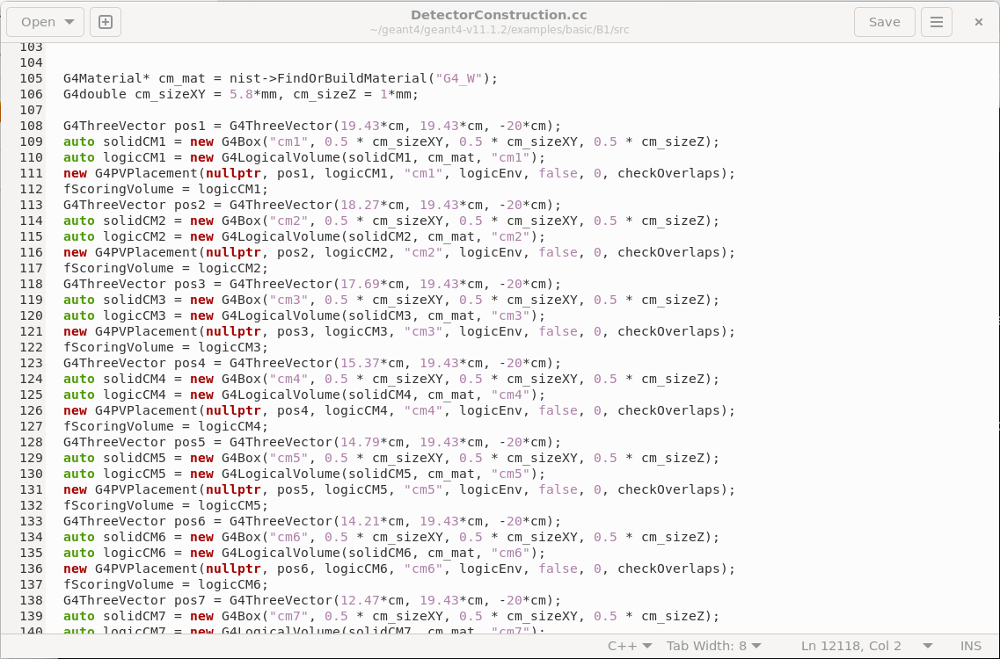 Open
DetectorConstruction.cc
~/geant4/geant4-v11.1.2/examples/basic/B1/src
Save
103
104
105 G4Material* cm_mat = nist->FindOrBuildMaterial("G4_W");
106 G4double cm_sizeXY = 5.8*mm, cm_sizeZ = 1*mm;
107
108 G4ThreeVector pos1 = G4ThreeVector(19.43*cm, 19.43*cm, -20*cm);
109 auto solidCM1 = new G4Box("cm1", 0.5 * cm_sizeXY, 0.5 * cm_sizeXY, 0.5 * cm_sizeZ);
110 auto logicCM1 = new G4LogicalVolume(solidCM1, cm_mat, "cm1");
111 new G4PVPlacement(nullptr, pos1, logicCM1, "cm1", logicEnv, false, 0, checkOverlaps);
112 fScoringVolume = logicCM1;
113 G4ThreeVector pos2 = G4ThreeVector(18.27*cm, 19.43*cm, -20*cm);
114 auto solidCM2 = new G4Box("cm2", 0.5 * cm_sizeXY, 0.5 * cm_sizeXY, 0.5 * cm_sizeZ);
115 auto logicCM2 = new G4LogicalVolume(solidCM2, cm_mat, "cm2");
116 new G4PVPlacement(nullptr, pos2, logicCM2, "cm2", logicEnv, false, 0, checkOverlaps);
117 fScoringVolume = logicCM2;
118 G4ThreeVector pos3 = G4ThreeVector(17.69*cm, 19.43*cm, -20*cm);
119 auto solidCM3 = new G4Box("cm3", 0.5 * cm_sizeXY, 0.5 * cm_sizeXY, 0.5 * cm_sizeZ);
120 auto logicCM3 = new G4LogicalVolume(solidCM3, cm_mat, "cm3");
121 new G4PVPlacement(nullptr, pos3, logicCM3, "cm3", logicEnv, false, 0, checkOverlaps);
122 fScoringVolume = logicCM3;
123 G4ThreeVector pos4 = G4ThreeVector(15.37*cm, 19.43*cm, -20*cm);
124 auto solidCM4 = new G4Box("cm4", 0.5 * cm_sizeXY, 0.5 * cm_sizeXY, 0.5 * cm_sizeZ);
125 auto logicCM4 = new G4LogicalVolume(solidCM4, cm_mat, "cm4");
126 new G4PVPlacement(nullptr, pos4, logicCM4, "cm4", logicEnv, false, 0, checkOverlaps);
127 fScoringVolume = logicCM4;
128 G4ThreeVector pos5 = G4ThreeVector(14.79*cm, 19.43*cm, -20*cm);
129 auto solidCM5 = new G4Box("cm5", 0.5 * cm_sizeXY, 0.5 * cm_sizeXY, 0.5 * cm_sizeZ);
130 auto logicCM5 = new G4LogicalVolume(solidCM5, cm_mat, "cm5");
131 new G4PVPlacement(nullptr, pos5, logicCM5, "cm5", logicEnv, false, 0, checkOverlaps);
132 fScoringVolume = logicCM5;
133 G4ThreeVector pos6 = G4ThreeVector(14.21*cm, 19.43*cm, -20*cm);
134 auto solidCM6 = new G4Box("cm6", 0.5 * cm_sizeXY, 0.5 * cm_sizeXY, 0.5 * cm_sizeZ);
135 auto logicCM6 = new G4LogicalVolume(solidCM6, cm_mat, "cm6");
136 new G4PVPlacement(nullptr, pos6, logicCM6, "cm6", logicEnv, false, 0, checkOverlaps);
137 fScoringVolume = logicCM6;
138 G4ThreeVector pos7 = G4ThreeVector(12.47*cm, 19.43*cm, -20*cm);
139 auto solidCM7 = new G4Box("cm7", 0.5 * cm_sizeXY, 0.5 * cm_sizeXY, 0.5 * cm_sizeZ);
140 auto logicCM7 = new G4LogicalVolume(solidCM7, cm_mat, "cm7");
C++ Tab Width: 8 Ln 12118, Col 2 INS